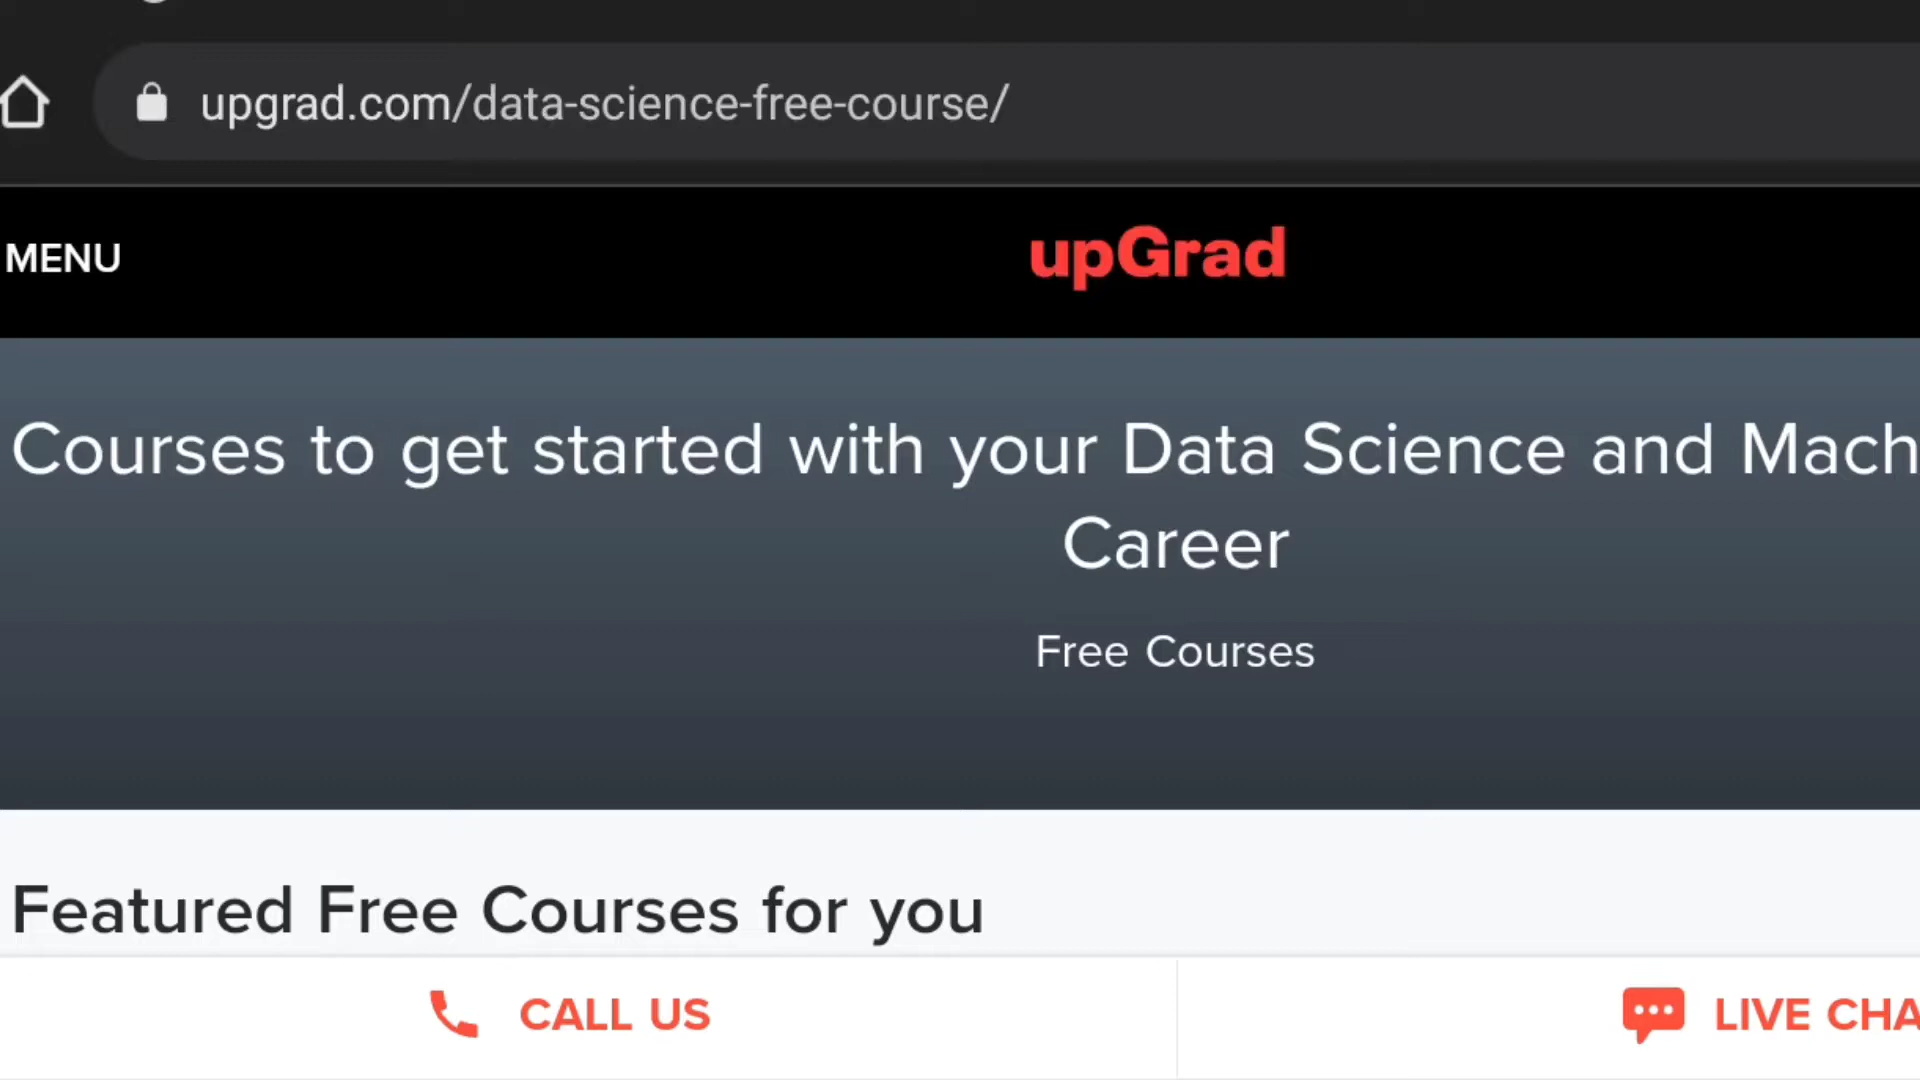 upgrad.com/data-science-free-course/
MENU
upGrad
Courses to get started with your Data Science and Mach
Career
Free Courses
Featured Free Courses for you
CALL US
LIVE CHA